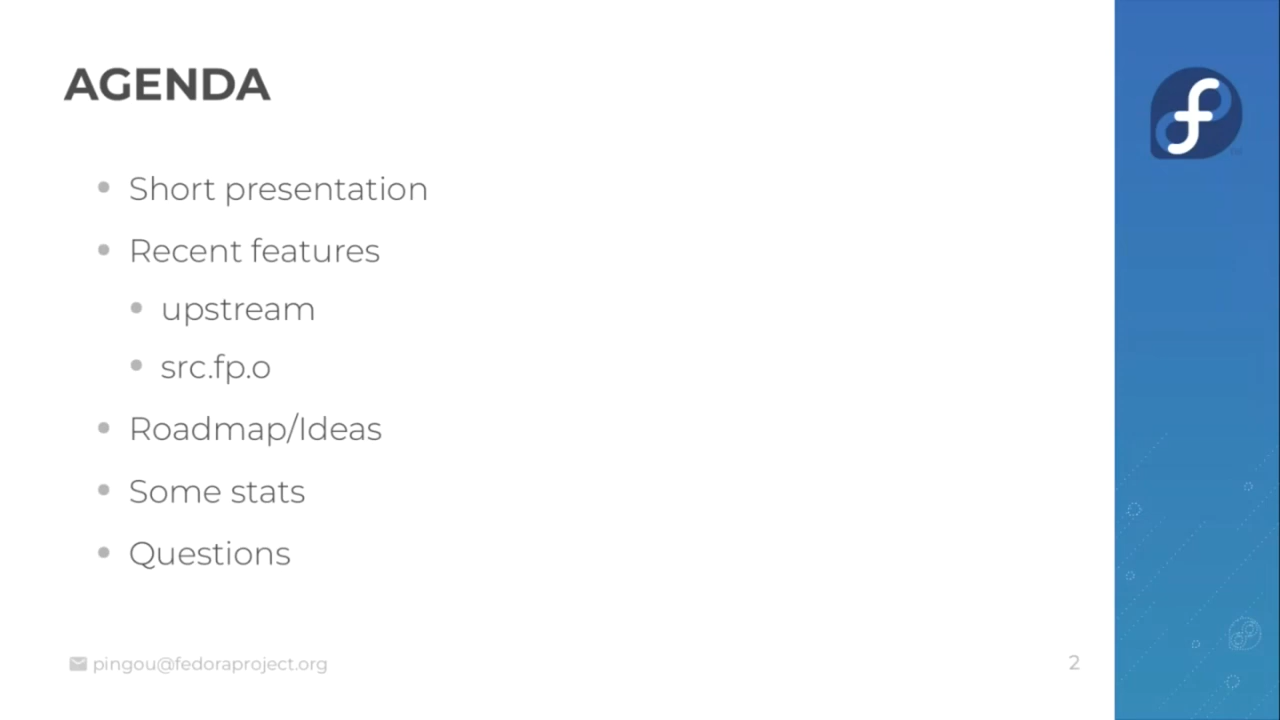 AGENDA
Short presentation
Recent features
upstream
src.fp.o
Roadmap/Ideas
Some stats
Questions
pingou@fedoraproject.org
2